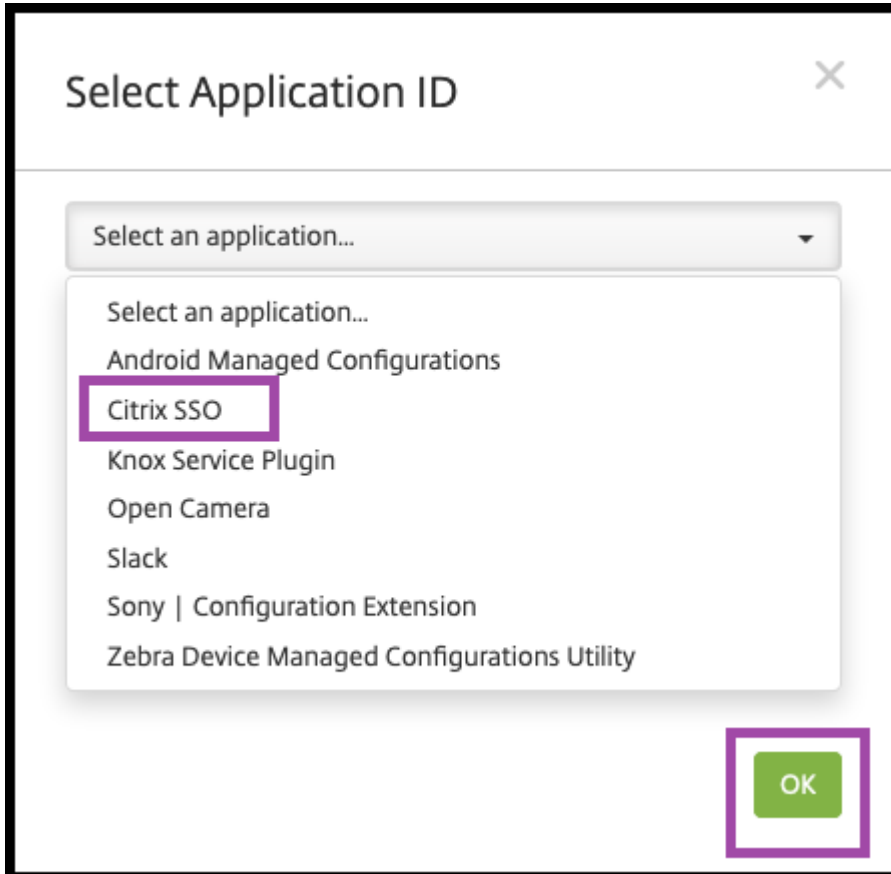 Select Application ID
Select an application...
Select an application...
Android Managed Configurations
Citrix SSO
Knox Service Plugin
Open Camera
Slack
Sony | Configuration Extension
Zebra Device Managed Configurations Utility
OK